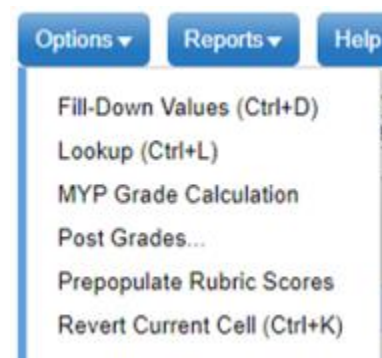 Options ▾ Reports ▾ Help
Fill-Down Values (Ctrl+D)
Lookup (Ctrl+L)
MYP Grade Calculation
Post Grades...
Prepopulate Rubric Scores
Revert Current Cell (Ctrl+K)